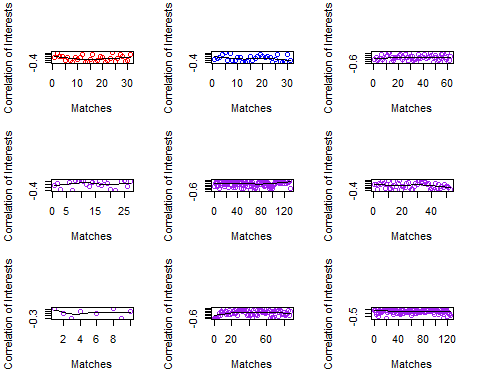 Correlation of Interests
-0.4
0 10 20 30
Matches
Correlation of Interests
-0.4
0 10 20 30
Matches
Correlation of Interests
-0.6
0 20 40 60
Matches
Correlation of Interests
-0.4
0 5 15 25
Matches
Correlation of Interests
-0.6
0 40 80 120
Matches
Correlation of Interests
-0.4
0 20 40
Matches
Correlation of Interests
-0.3
2 4 6 8
Matches
Correlation of Interests
-0.6
0 20 60
Matches
Correlation of Interests
-0.5
0 40 80 120
Matches